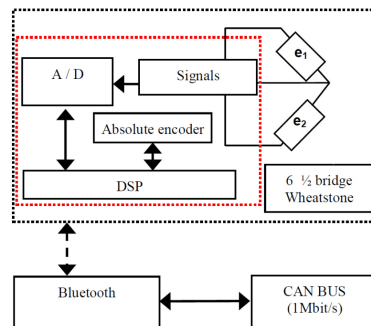 e1
A / D
Signals
e2
Absolute encoder
DSP
6 ½ bridge
Wheatstone
Bluetooth
CAN BUS
(1Mbit/s)